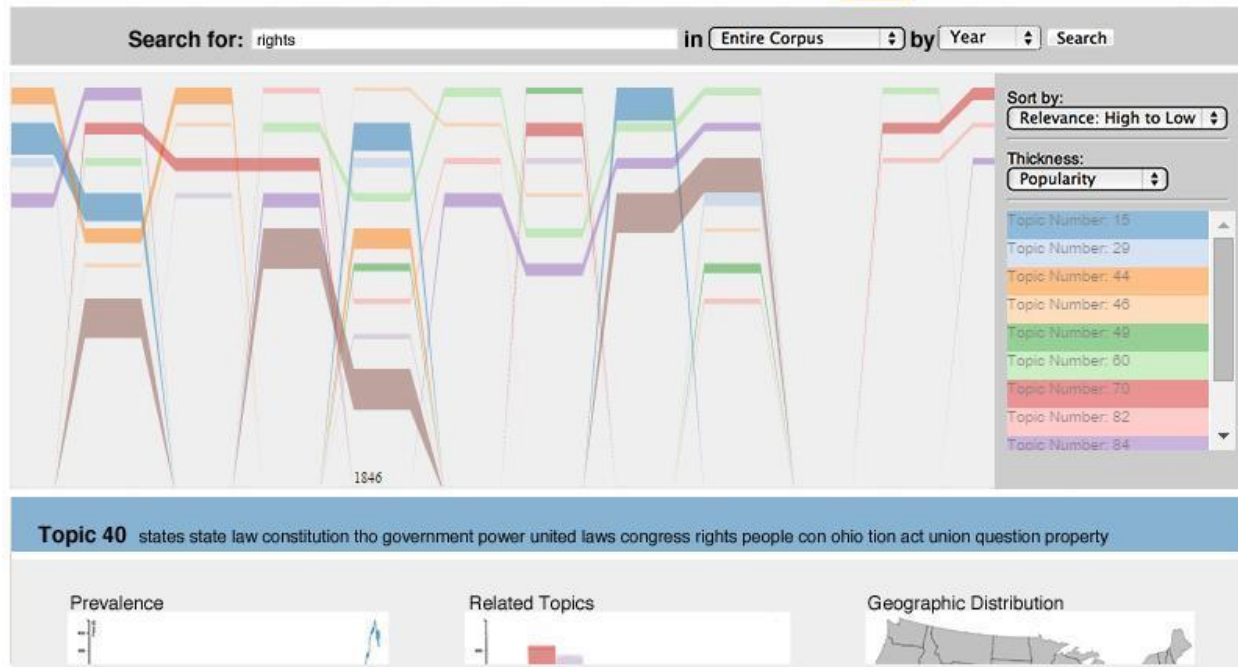 Search for: rights in Entire Corpus by Year Search
Sort by:
Relevance: High to Low
Thickness:
Popularity
Topic Number: 15
Topic Number: 29
Topic Number: 44
Topic Number: 46
Topic Number: 49
Topic Number: 60
Topic Number: 70
Topic Number: 82
Topic Number: 84
1846
Topic 40 states state law constitution tho government power united laws congress rights people con ohio tion act union question property
Prevalence Related Topics Geographic Distribution